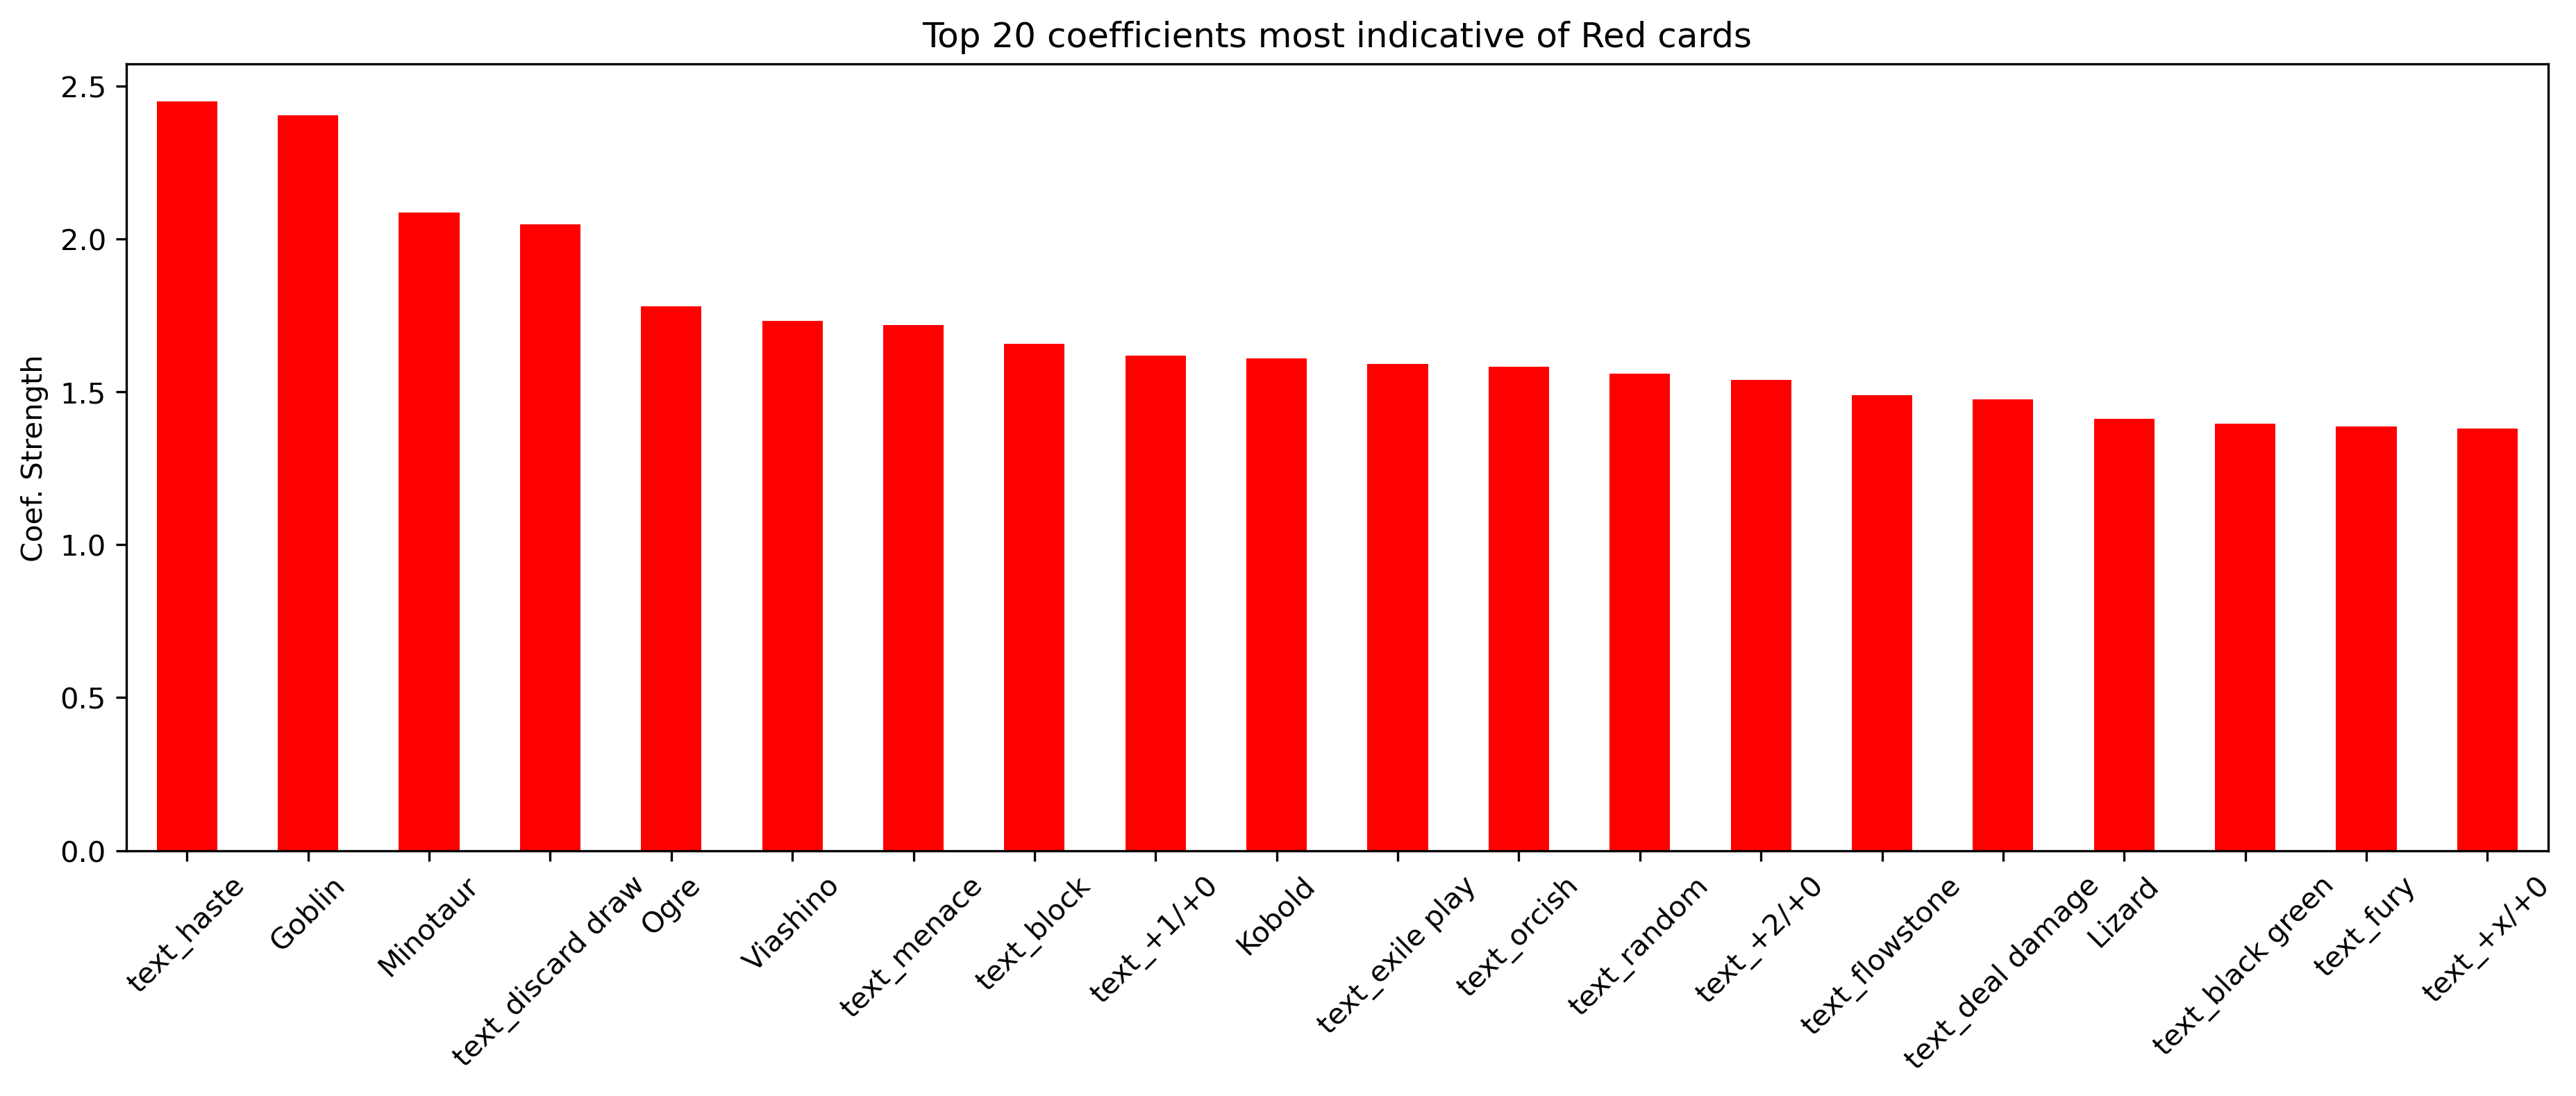 Top 20 coefficients most indicative of Red cards
Coef. Strength
2.5
2.0
1.5
1.0
0.5
0.0
text_haste
Goblin
Minotaur
text_discard draw
Ogre
Viashino
text_menace
text_block
text_+1/+0
Kobold
text_exile play
text_orcish
text_random
text_+2/+0
text_flowstone
text_deal damage
Lizard
text_black green
text_fury
text_+x/+0